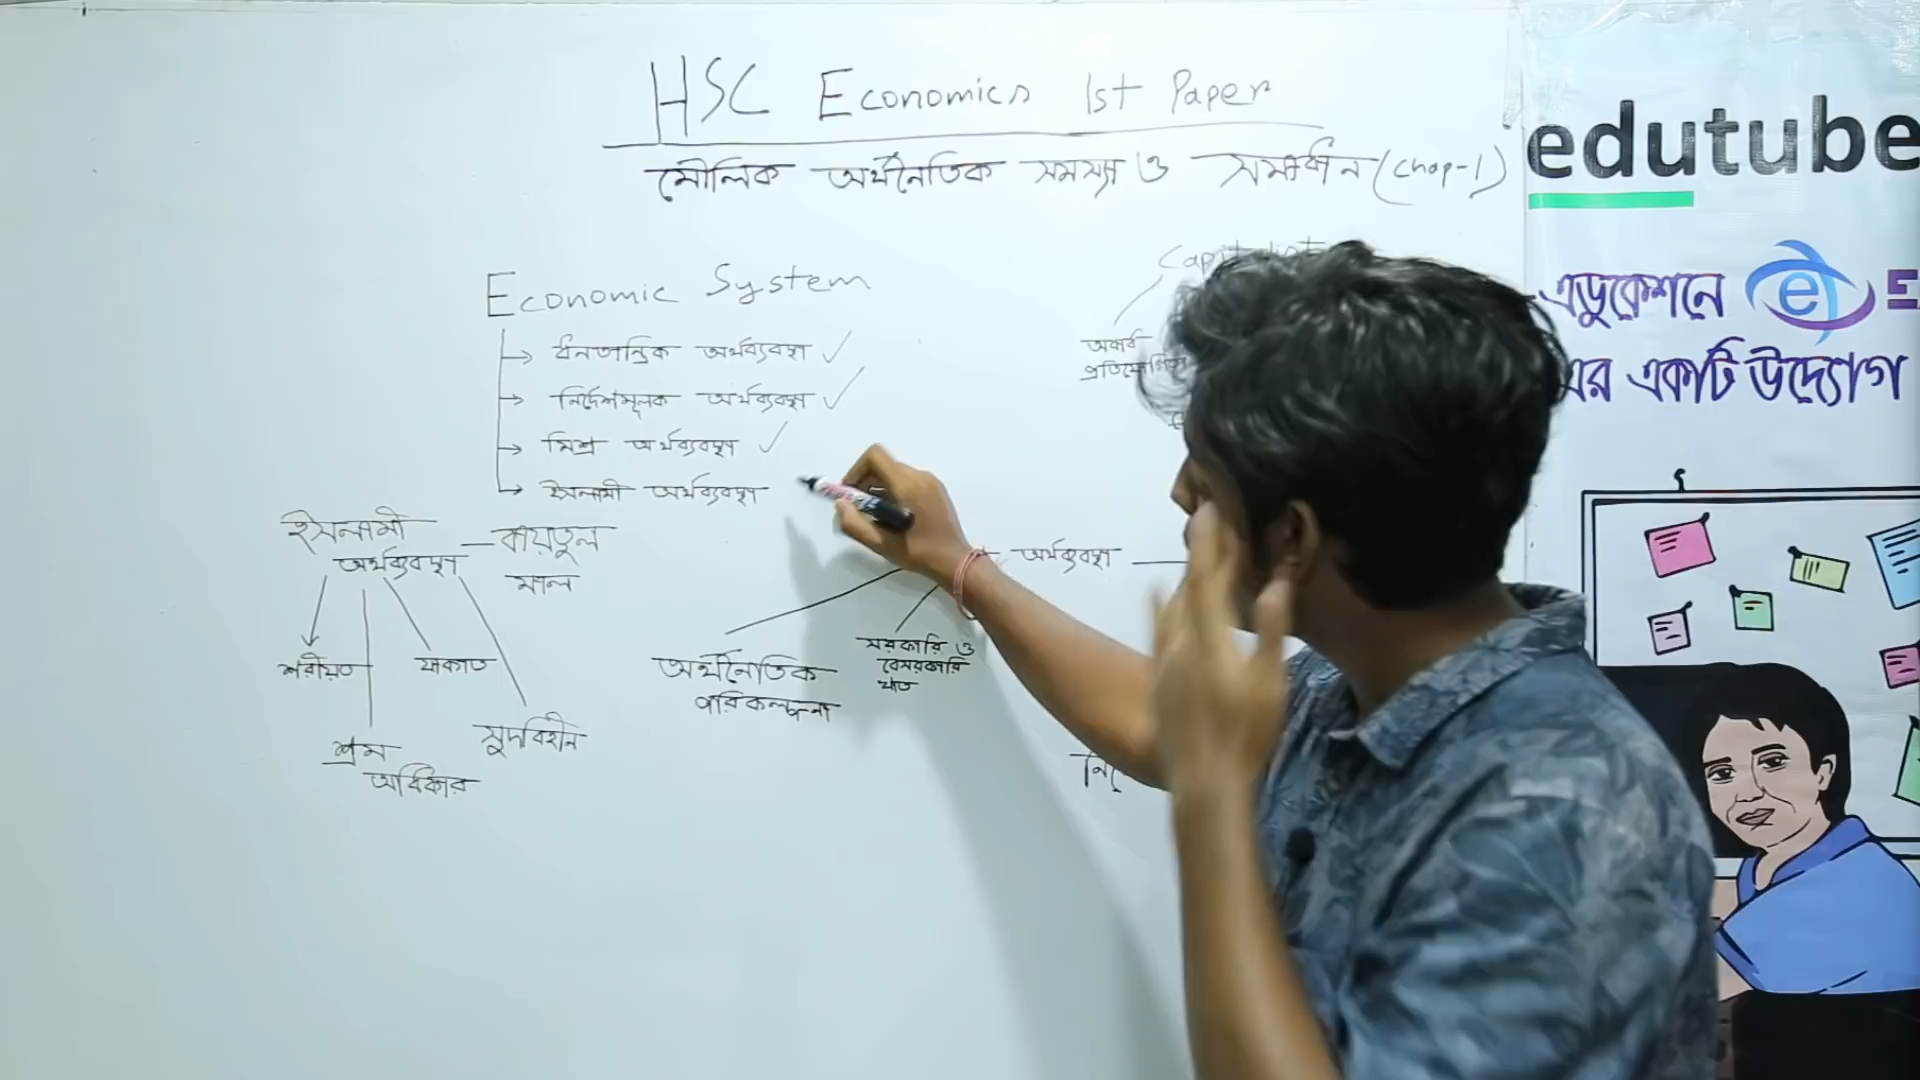 HSC Economics 1st Paper
মৌলিক অর্থনৈতিক সমস্যা ও সমাধান (Chap-1)
Economic System
ধনতান্ত্রিক অর্থব্যবস্থা
নির্দেশমূলক অর্থব্যবস্থা
মিশ্র অর্থব্যবস্থা
ইসলামী অর্থব্যবস্থা
ইসলামী
অর্থব্যবস্থা
বায়তুল
মাল
শরীয়ত
যাকাত
শ্রম
অধিকার
সুদবিহীন
অর্থব্যবস্থা
অর্থনৈতিক
পরিকল্পনা
সরকারি ও
বেসরকারি
খাত
অবাধ
edutube
এডুকেশনে
এর একটি উদ্যোগ